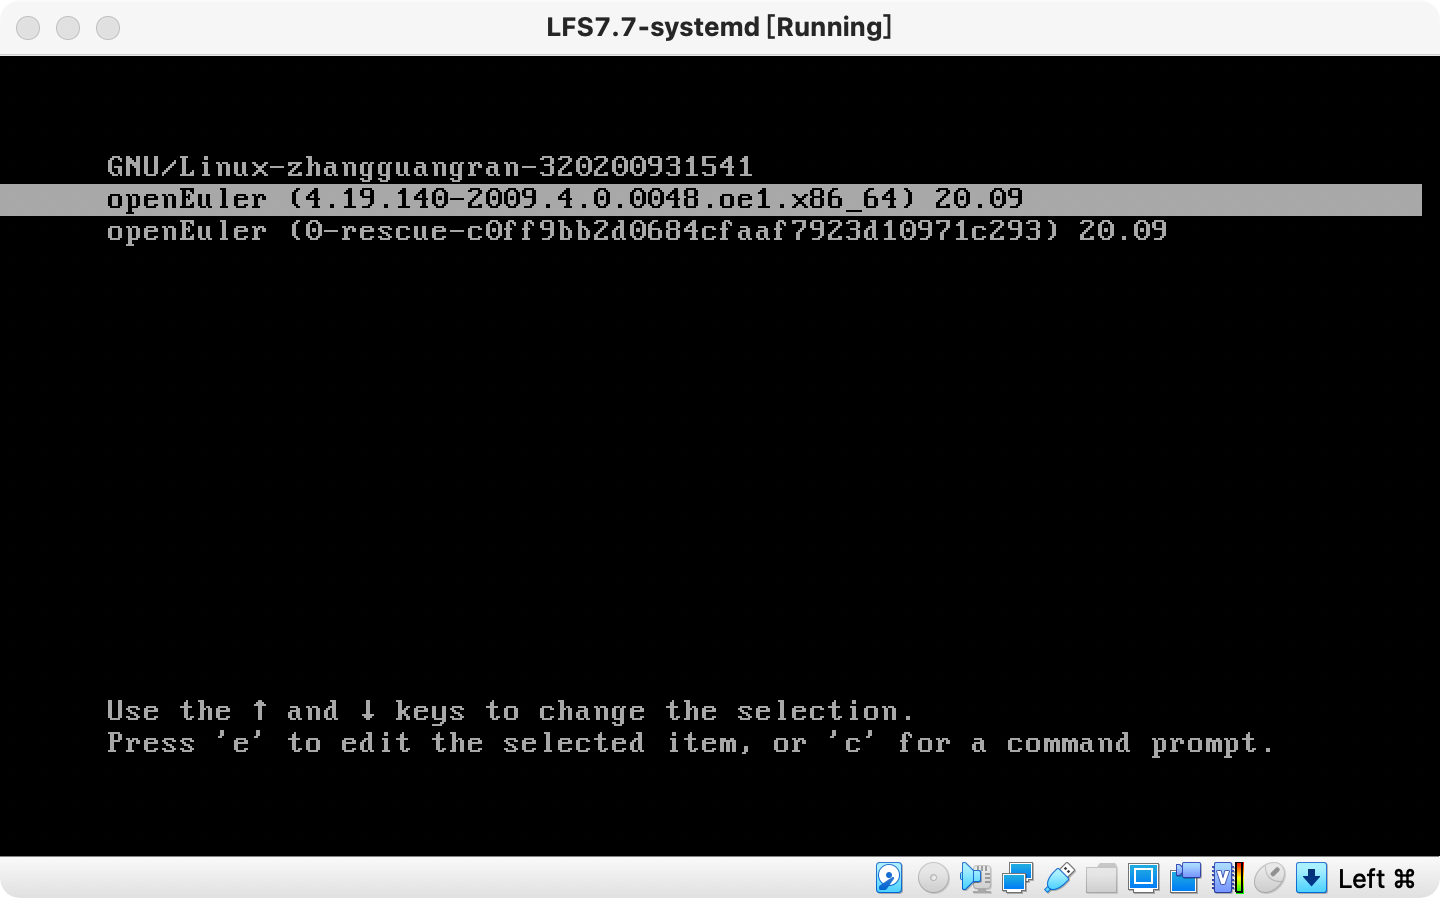 LFS7.7-systemd [Running]
GNU/Linux-zhangguangran-320200931541
openEuler (4.19.140-2009.4.0.0048.oe1.x86_64) 20.09
openEuler (0-rescue-c0ff9bb2d0684cfaaf7923d10971c293) 20.09
Use the ↑ and ↓ keys to change the selection.
Press 'e' to edit the selected item, or 'c' for a command prompt.
Left ⌘